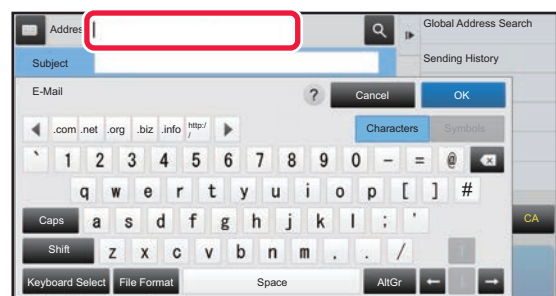 Addres
Global Address Search
Subject
Sending History
E-Mail
? Cancel OK
.com .net .org .biz .info http:/
/
Characters Symbols
` 1 2 3 4 5 6 7 8 9 0 - = @
q w e r t y u i o p [ ] #
Caps a s d f g h j k l ; '
CA
Shift z x c v b n m . . /
Keyboard Select File Format Space AltGr